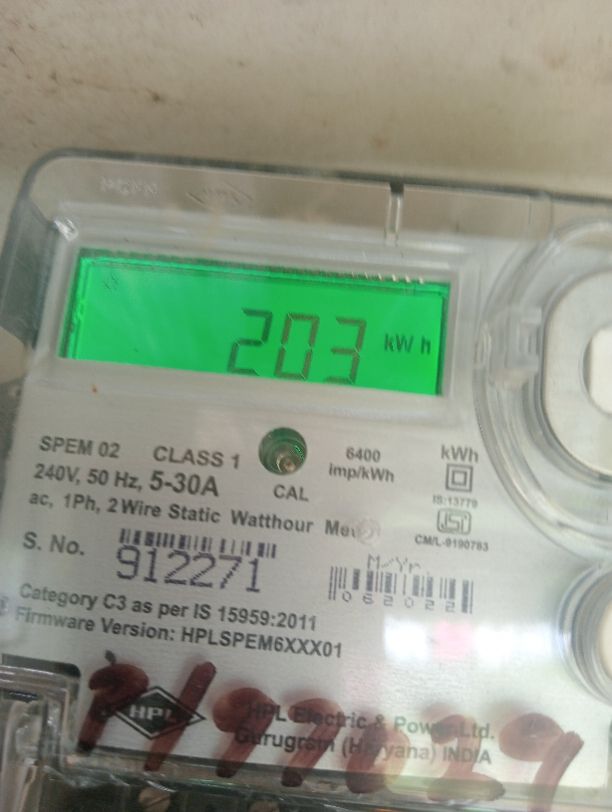 203 kWh
SPEM 02 CLASS 1
6400
imp/kWh
kWh
240V, 50 Hz, 5-30A
CAL
IS:13779
ac, 1Ph, 2 Wire Static Watthour
CM/L-9190783
S. No. 912271
M/Yr.
062022
Category C3 as per IS 15959:2011
Firmware Version: HPLSPEM6XXX01
HPL
HPL Electric & Power Ltd.
Gurugram (Haryana) INDIA